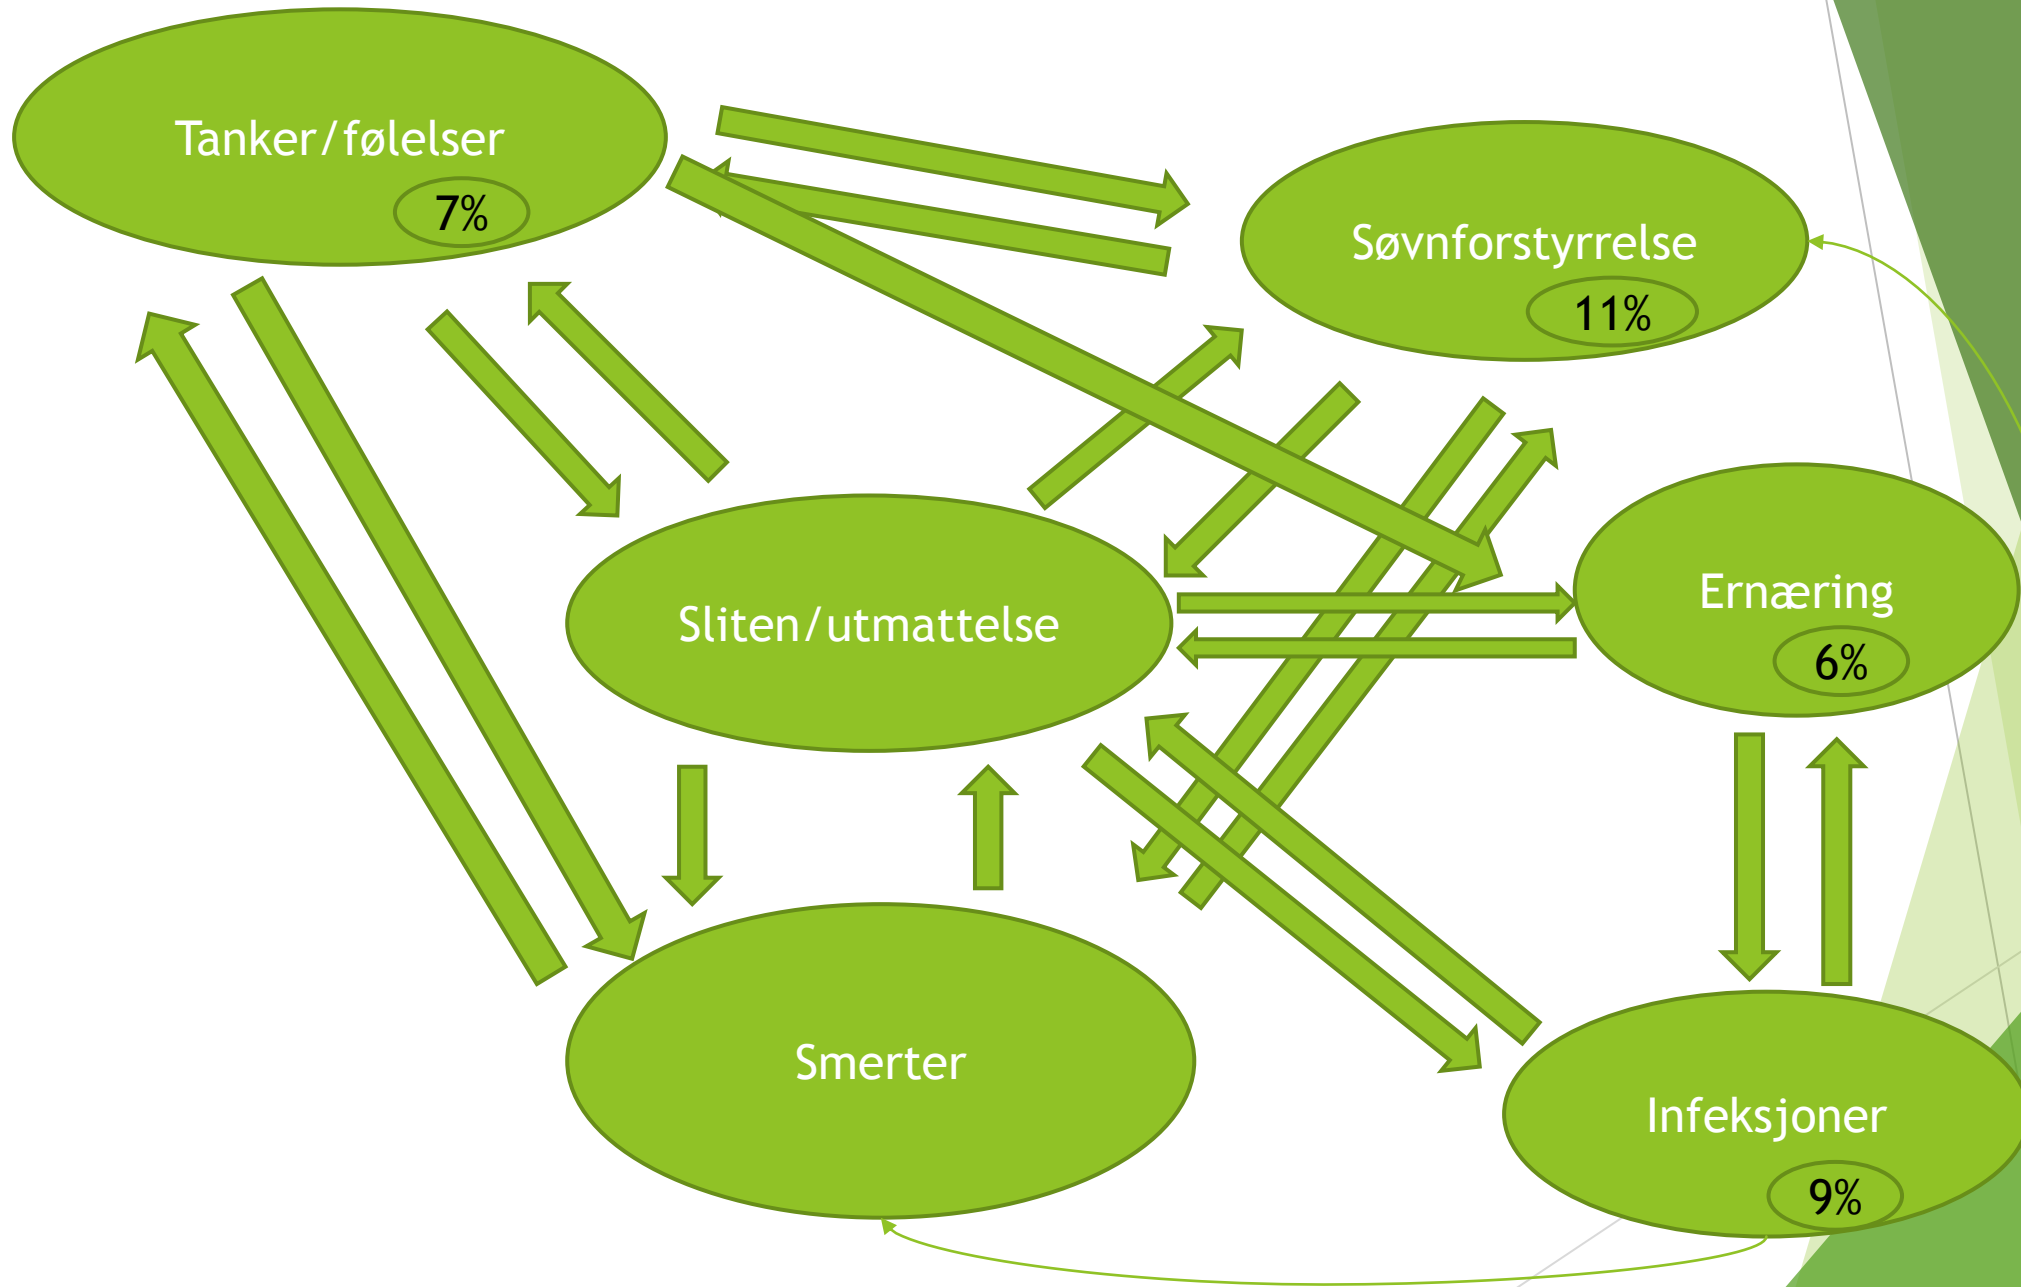 Tanker/følelser
7%
Søvnforstyrrelse
11%
Sliten/utmattelse
Ernæring
6%
Smerter
Infeksjoner
9%